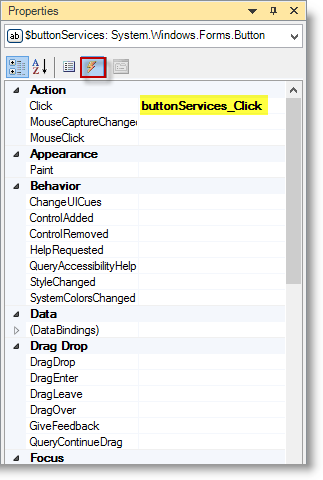 Properties
ab $buttonServices: System.Windows.Forms.Button
A Z
Action
Click buttonServices_Click
MouseCaptureChanged
MouseClick
Appearance
Paint
Behavior
ChangeUICues
ControlAdded
ControlRemoved
HelpRequested
QueryAccessibilityHelp
StyleChanged
SystemColorsChanged
Data
(DataBindings)
Drag Drop
DragDrop
DragEnter
DragLeave
DragOver
GiveFeedback
QueryContinueDrag
Focus